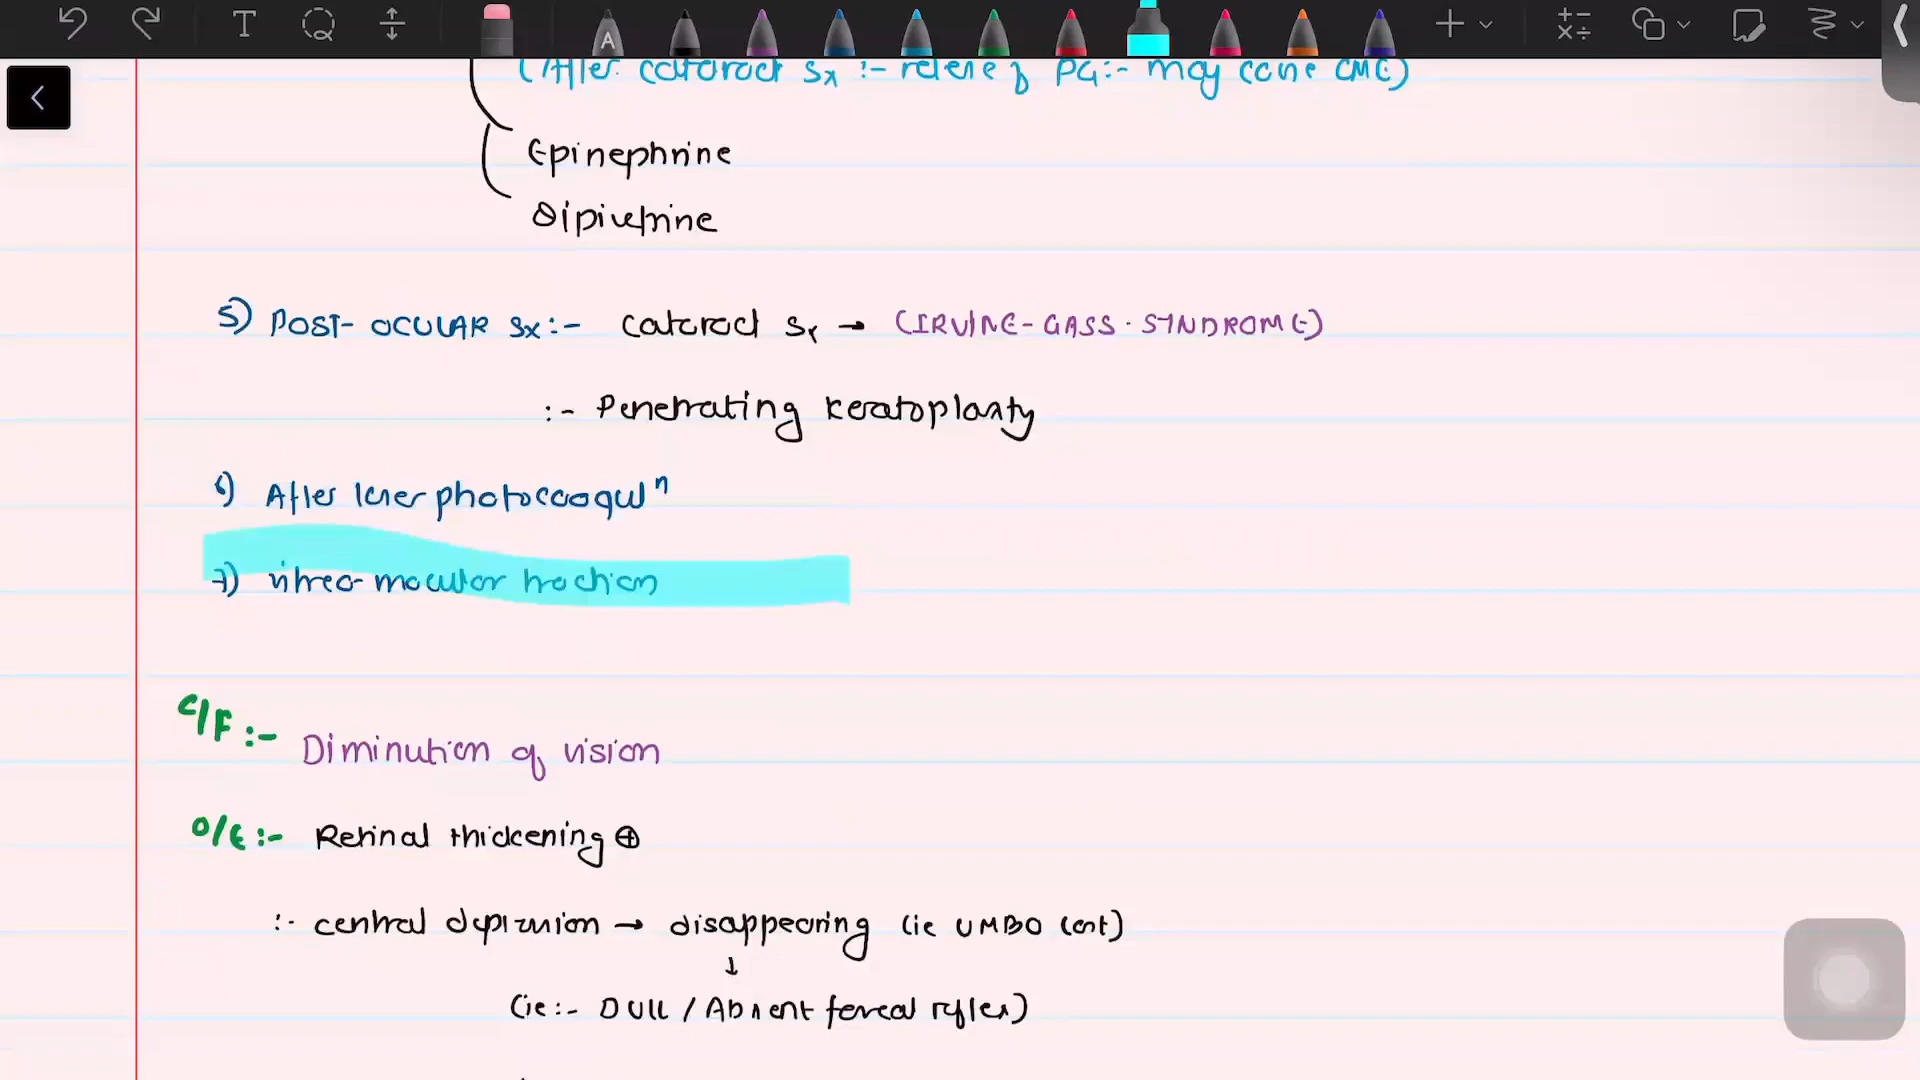 (After cataract Sx :- release of PG:- may cause CME)
Epinephrine
Dipivefrine
5) POST-OCULAR Sx:- cataract Sx → (IRVINE-GASS-SYNDROME)
:- Penetrating keratoplasty
6) After laser photocoagulⁿ
7) vitreo-macular traction
C/F:- Diminution of vision
O/E:- Retinal thickening ⊕
:- central depression → disappearing (ie UMBO lost)
↓
(ie:- DULL / Absent foveal reflex)